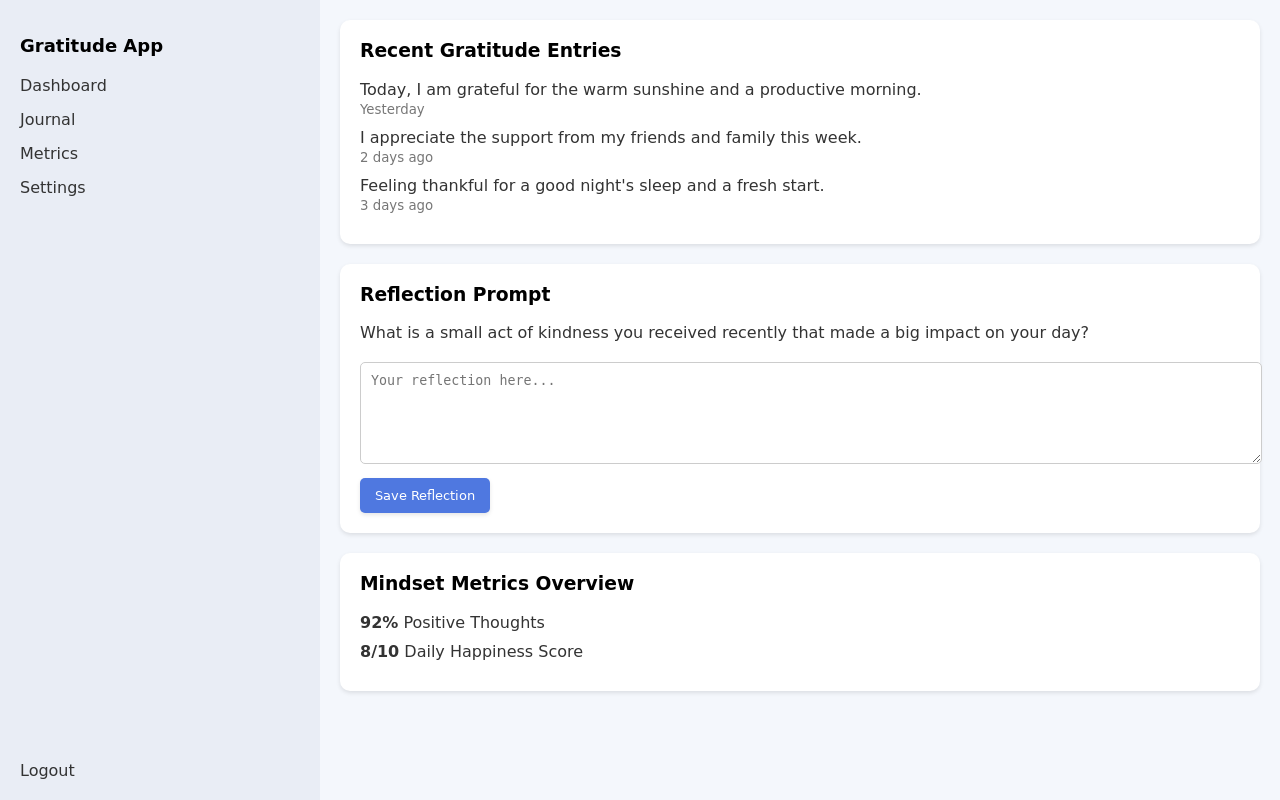 Gratitude App
Dashboard
Journal
Metrics
Settings
Logout
Recent Gratitude Entries
Today, I am grateful for the warm sunshine and a productive morning.
Yesterday
I appreciate the support from my friends and family this week.
2 days ago
Feeling thankful for a good night's sleep and a fresh start.
3 days ago
Reflection Prompt
What is a small act of kindness you received recently that made a big impact on your day?
Your reflection here...
Save Reflection
Mindset Metrics Overview
92% Positive Thoughts
8/10 Daily Happiness Score